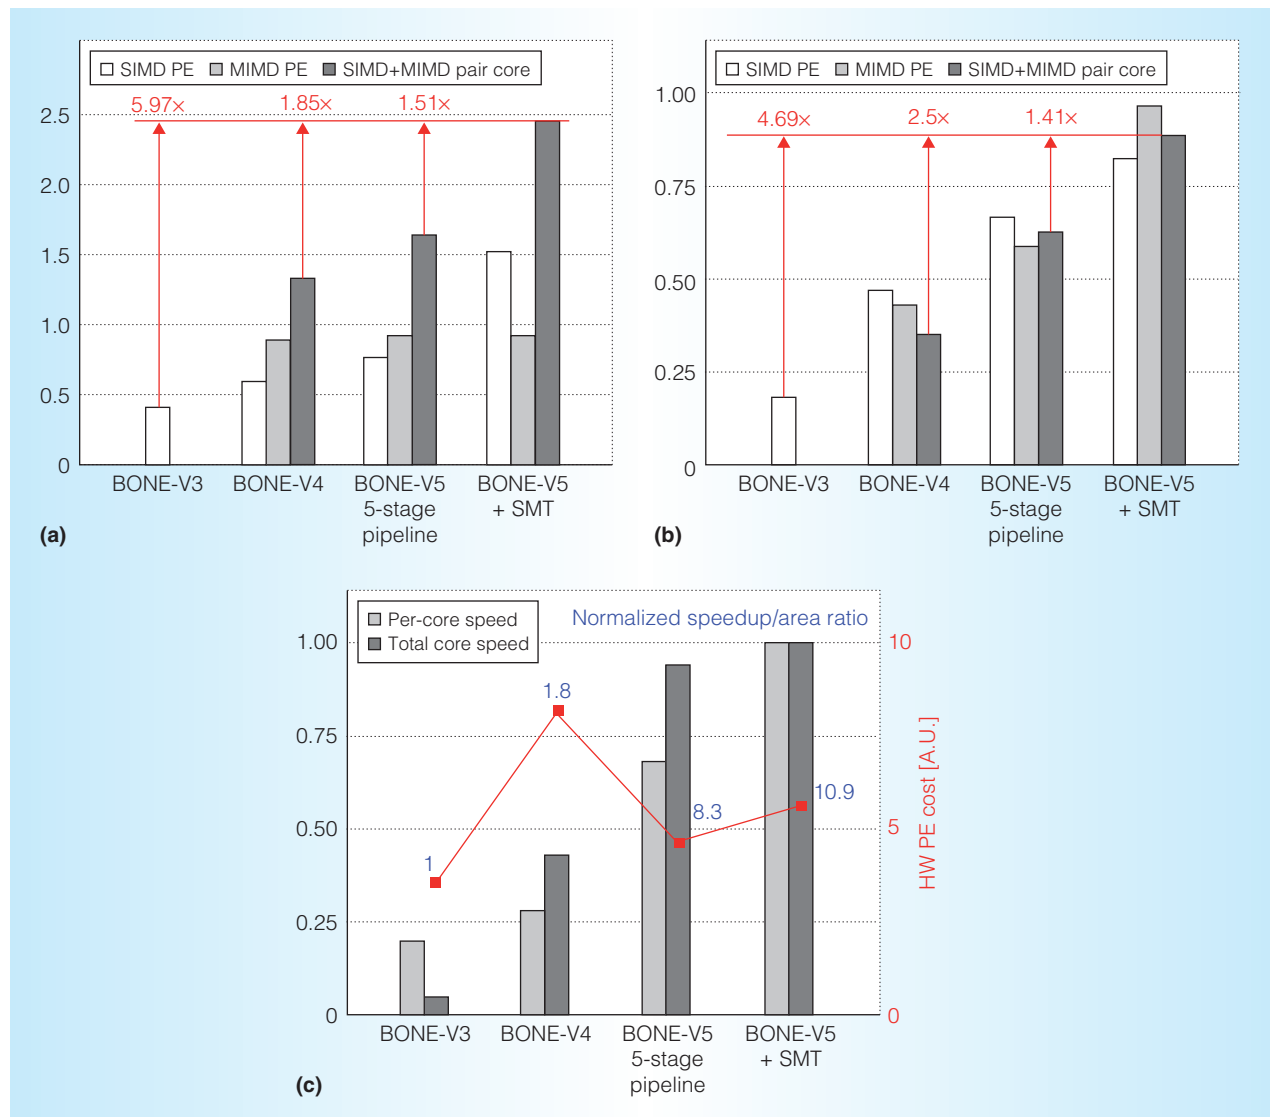 SIMD PE MIMD PE SIMD+MIMD pair core
5.97× 1.85× 1.51×
2.5
2.0
1.5
1.0
0.5
0
BONE-V3 BONE-V4 BONE-V5 5-stage pipeline BONE-V5 + SMT
(a)
SIMD PE MIMD PE SIMD+MIMD pair core
1.00
4.69× 2.5× 1.41×
0.75
0.50
0.25
0
BONE-V3 BONE-V4 BONE-V5 5-stage pipeline BONE-V5 + SMT
(b)
Per-core speed
Total core speed
Normalized speedup/area ratio
1.00
0.75
0.50
0.25
0
1
1.8
8.3
10.9
10
5
0
HW PE cost [A.U.]
BONE-V3 BONE-V4 BONE-V5 5-stage pipeline BONE-V5 + SMT
(c)